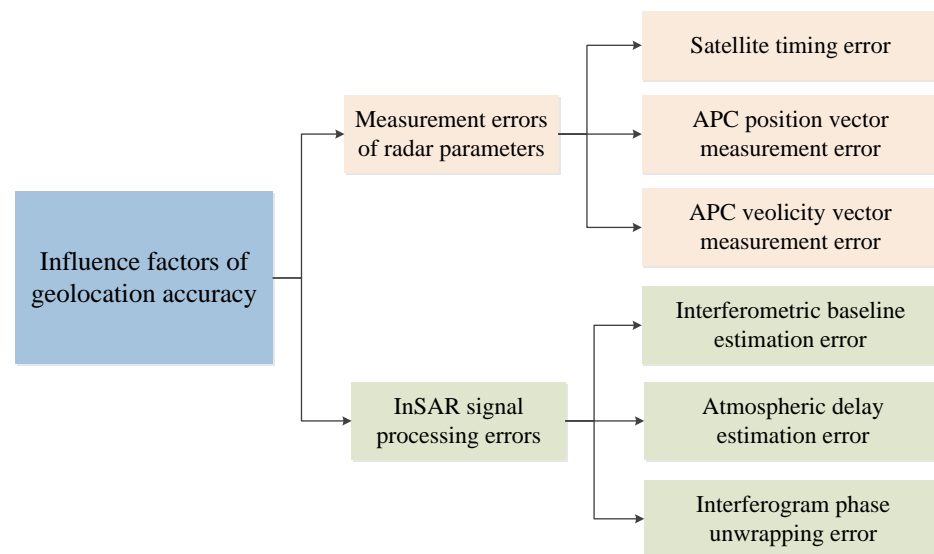 Influence factors of
geolocation accuracy
Measurement errors
of radar parameters
Satellite timing error
APC position vector
measurement error
APC veolicity vector
measurement error
InSAR signal
processing errors
Interferometric baseline
estimation error
Atmospheric delay
estimation error
Interferogram phase
unwrapping error